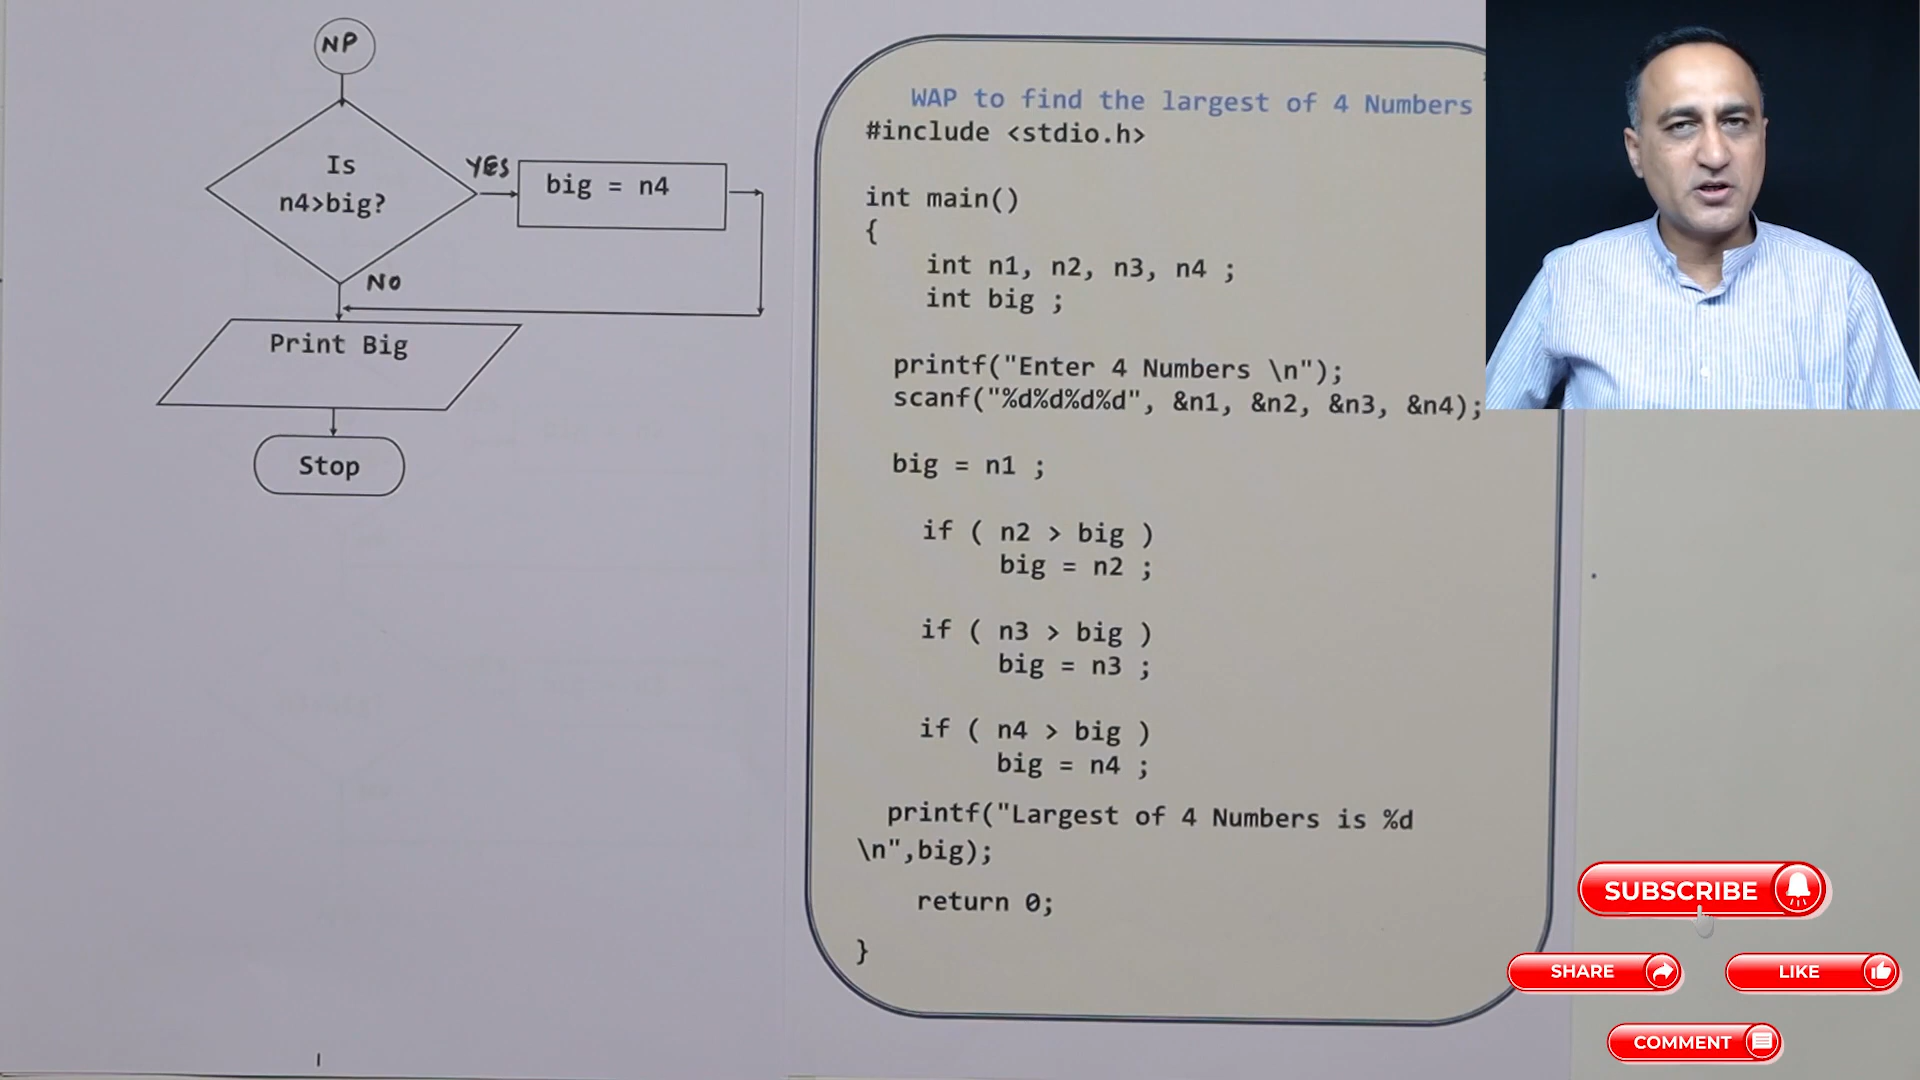 NP
Is
n4>big?
YES
big = n4
NO
Print Big
Stop
WAP to find the largest of 4 Numbers
#include <stdio.h>
int main()
{
int n1, n2, n3, n4 ;
int big ;
printf("Enter 4 Numbers \n");
scanf("%d%d%d%d", &n1, &n2, &n3, &n4);
big = n1 ;
if ( n2 > big )
big = n2 ;
if ( n3 > big )
big = n3 ;
if ( n4 > big )
big = n4 ;
printf("Largest of 4 Numbers is %d
\n",big);
return 0;
}
SUBSCRIBE
SHARE
LIKE
COMMENT